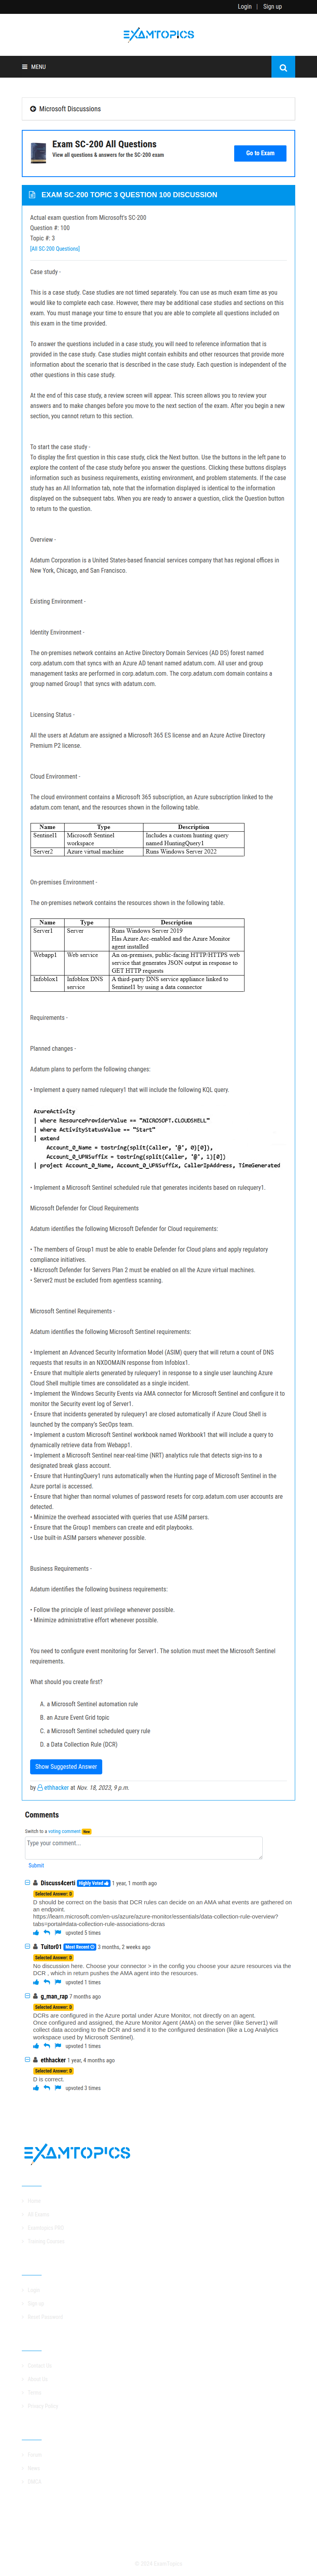 Login | Sign up
EXAMTOPICS
MENU
Microsoft Discussions
Exam SC-200 All Questions
View all questions & answers for the SC-200 exam
Go to Exam
EXAM SC-200 TOPIC 3 QUESTION 100 DISCUSSION
Actual exam question from Microsoft's SC-200
Question #: 100
Topic #: 3
[All SC-200 Questions]
Case study -
This is a case study. Case studies are not timed separately. You can use as much exam time as you
would like to complete each case. However, there may be additional case studies and sections on this
exam. You must manage your time to ensure that you are able to complete all questions included on
this exam in the time provided.
To answer the questions included in a case study, you will need to reference information that is
provided in the case study. Case studies might contain exhibits and other resources that provide more
information about the scenario that is described in the case study. Each question is independent of the
other questions in this case study.
At the end of this case study, a review screen will appear. This screen allows you to review your
answers and to make changes before you move to the next section of the exam. After you begin a new
section, you cannot return to this section.
To start the case study -
To display the first question in this case study, click the Next button. Use the buttons in the left pane to
explore the content of the case study before you answer the questions. Clicking these buttons displays
information such as business requirements, existing environment, and problem statements. If the case
study has an All Information tab, note that the information displayed is identical to the information
displayed on the subsequent tabs. When you are ready to answer a question, click the Question button
to return to the question.
Overview -
Adatum Corporation is a United States-based financial services company that has regional offices in
New York, Chicago, and San Francisco.
Existing Environment -
Identity Environment -
The on-premises network contains an Active Directory Domain Services (AD DS) forest named
corp.adatum.com that syncs with an Azure AD tenant named adatum.com. All user and group
management tasks are performed in corp.adatum.com. The corp.adatum.com domain contains a
group named Group1 that syncs with adatum.com.
Licensing Status -
All the users at Adatum are assigned a Microsoft 365 ES license and an Azure Active Directory
Premium P2 license.
Cloud Environment -
The cloud environment contains a Microsoft 365 subscription, an Azure subscription linked to the
adatum.com tenant, and the resources shown in the following table.
Name Type Description
Sentinel1 Microsoft Sentinel workspace Includes a custom hunting query named HuntingQuery1
Server2 Azure virtual machine Runs Windows Server 2022
On-premises Environment -
The on-premises network contains the resources shown in the following table.
Name Type Description
Server1 Server Runs Windows Server 2019
Has Azure Arc-enabled and the Azure Monitor agent installed
Webapp1 Web service An on-premises, public-facing HTTP/HTTPS web service that generates JSON output in response to GET HTTP requests
Infoblox1 Infoblox DNS service A third-party DNS service appliance linked to Sentinel1 by using a data connector
Requirements -
Planned changes -
Adatum plans to perform the following changes:
• Implement a query named rulequery1 that will include the following KQL query.
AzureActivity
| where ResourceProviderValue == "MICROSOFT.CLOUDSHELL"
| where ActivityStatusValue == "Start"
| extend
Account_0_Name = tostring(split(Caller, '@', 0)[0]),
Account_0_UPNSuffix = tostring(split(Caller, '@', 1)[0])
| project Account_0_Name, Account_0_UPNSuffix, CallerIpAddress, TimeGenerated
• Implement a Microsoft Sentinel scheduled rule that generates incidents based on rulequery1.
Microsoft Defender for Cloud Requirements
Adatum identifies the following Microsoft Defender for Cloud requirements:
• The members of Group1 must be able to enable Defender for Cloud plans and apply regulatory
compliance initiatives.
• Microsoft Defender for Servers Plan 2 must be enabled on all the Azure virtual machines.
• Server2 must be excluded from agentless scanning.
Microsoft Sentinel Requirements -
Adatum identifies the following Microsoft Sentinel requirements:
• Implement an Advanced Security Information Model (ASIM) query that will return a count of DNS
requests that results in an NXDOMAIN response from Infoblox1.
• Ensure that multiple alerts generated by rulequery1 in response to a single user launching Azure
Cloud Shell multiple times are consolidated as a single incident.
• Implement the Windows Security Events via AMA connector for Microsoft Sentinel and configure it to
monitor the Security event log of Server1.
• Ensure that incidents generated by rulequery1 are closed automatically if Azure Cloud Shell is
launched by the company's SecOps team.
• Implement a custom Microsoft Sentinel workbook named Workbook1 that will include a query to
dynamically retrieve data from Webapp1.
• Implement a Microsoft Sentinel near-real-time (NRT) analytics rule that detects sign-ins to a
designated break glass account.
• Ensure that HuntingQuery1 runs automatically when the Hunting page of Microsoft Sentinel in the
Azure portal is accessed.
• Ensure that higher than normal volumes of password resets for corp.adatum.com user accounts are
detected.
• Minimize the overhead associated with queries that use ASIM parsers.
• Ensure that the Group1 members can create and edit playbooks.
• Use built-in ASIM parsers whenever possible.
Business Requirements -
Adatum identifies the following business requirements:
• Follow the principle of least privilege whenever possible.
• Minimize administrative effort whenever possible.
You need to configure event monitoring for Server1. The solution must meet the Microsoft Sentinel
requirements.
What should you create first?
A. a Microsoft Sentinel automation rule
B. an Azure Event Grid topic
C. a Microsoft Sentinel scheduled query rule
D. a Data Collection Rule (DCR)
Show Suggested Answer
by ethhacker at Nov. 18, 2023, 9 p.m.
Comments
Switch to a voting comment New
Type your comment...
Submit
Discuss4certi Highly Voted 1 year, 1 month ago
Selected Answer: D
D should be correct on the basis that DCR rules can decide on an AMA what events are gathered on
an endpoint.
https://learn.microsoft.com/en-us/azure/azure-monitor/essentials/data-collection-rule-overview?
tabs=portal#data-collection-rule-associations-dcras
upvoted 5 times
Tuitor01 Most Recent 3 months, 2 weeks ago
Selected Answer: D
No discussion here. Choose your connector > in the config you choose your azure resources via the
DCR , which in return pushes the AMA agent into the resources.
upvoted 1 times
g_man_rap 7 months ago
Selected Answer: D
DCRs are configured in the Azure portal under Azure Monitor, not directly on an agent.
Once configured and assigned, the Azure Monitor Agent (AMA) on the server (like Server1) will
collect data according to the DCR and send it to the configured destination (like a Log Analytics
workspace used by Microsoft Sentinel).
upvoted 1 times
ethhacker 1 year, 4 months ago
Selected Answer: D
D is correct.
upvoted 3 times
EXAMTOPICS